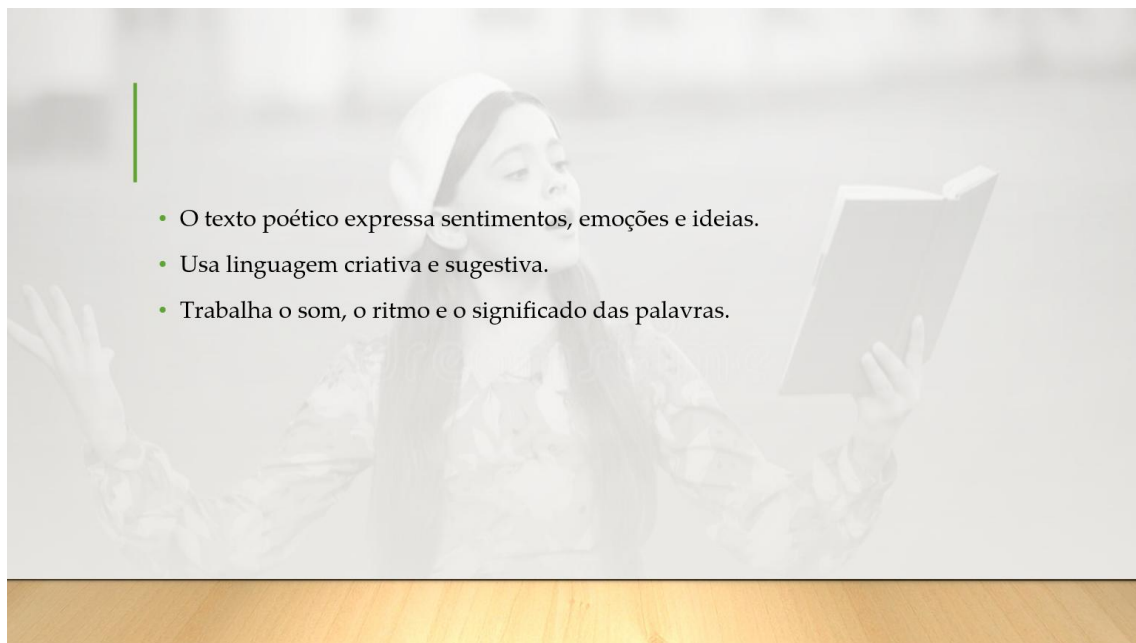 • O texto poético expressa sentimentos, emoções e ideias.
• Usa linguagem criativa e sugestiva.
• Trabalha o som, o ritmo e o significado das palavras.